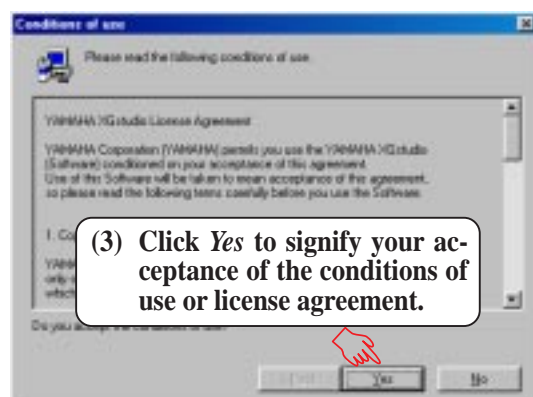 Conditions of use
Please read the following conditions of use.
YAMAHA XGstudio License Agreement
YAMAHA Corporation (YAMAHA) permits you use the YAMAHA XGstudio
(Software) conditioned on your acceptance of this agreement.
Use of this Software will be taken to mean acceptance of this agreement,
so please read the following terms carefully before you use the Software.
1.
(3) Click Yes to signify your ac-
ceptance of the conditions of
use or license agreement.
Do you accept the conditions of use?
Yes
No